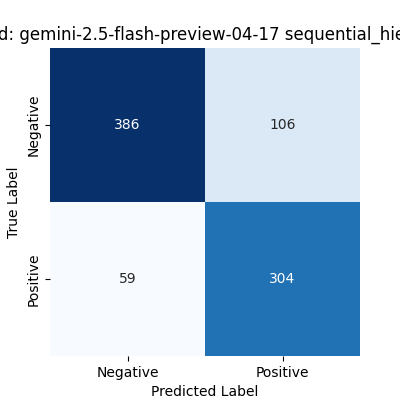 d: gemini-2.5-flash-preview-04-17 sequential_hie
True Label
Negative
386
106
Positive
59
304
Negative
Positive
Predicted Label